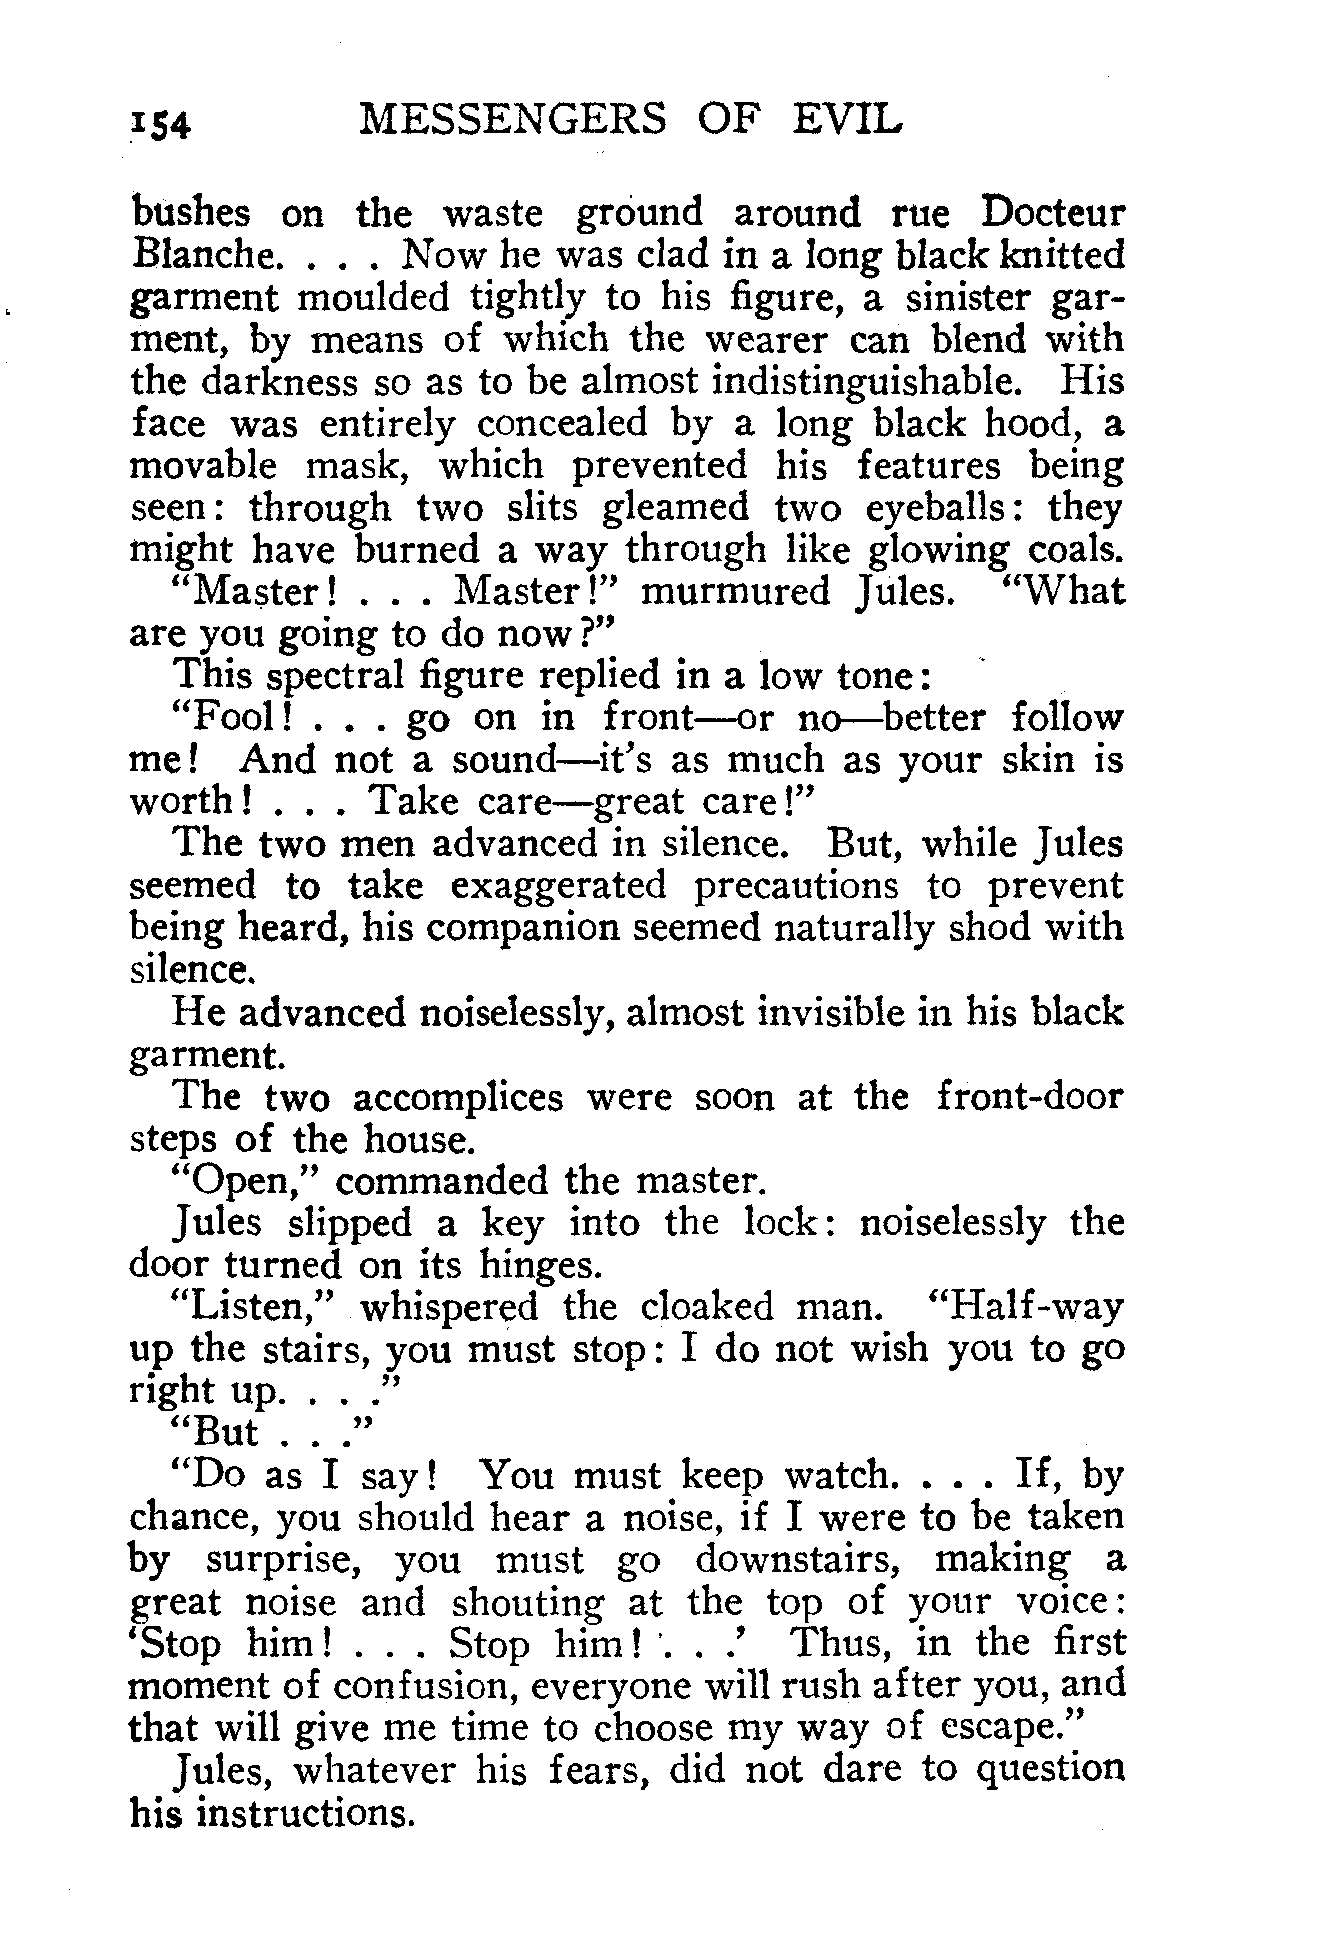 154 MESSENGERS OF EVIL
bushes on the waste ground around rue Docteur
Blanche. . . . Now he was clad in a long black knitted
garment moulded tightly to his figure, a sinister gar-
ment, by means of which the wearer can blend with
the darkness so as to be almost indistinguishable. His
face was entirely concealed by a long black hood, a
movable mask, which prevented his features being
seen: through two slits gleamed two eyeballs: they
might have burned a way through like glowing coals.
“Master! . . . Master!” murmured Jules. “What
are you going to do now?”
This spectral figure replied in a low tone:
“Fool! . . . go on in front—or no—better follow
me! And not a sound—it’s as much as your skin is
worth! . . . Take care—great care!”
The two men advanced in silence. But, while Jules
seemed to take exaggerated precautions to prevent
being heard, his companion seemed naturally shod with
silence.
He advanced noiselessly, almost invisible in his black
garment.
The two accomplices were soon at the front-door
steps of the house.
“Open,” commanded the master.
Jules slipped a key into the lock: noiselessly the
door turned on its hinges.
“Listen,” whispered the cloaked man. “Half-way
up the stairs, you must stop: I do not wish you to go
right up. . . .”
“But . . .”
“Do as I say! You must keep watch. . . . If, by
chance, you should hear a noise, if I were to be taken
by surprise, you must go downstairs, making a
great noise and shouting at the top of your voice:
‘Stop him! . . . Stop him! . . .’ Thus, in the first
moment of confusion, everyone will rush after you, and
that will give me time to choose my way of escape.”
Jules, whatever his fears, did not dare to question
his instructions.